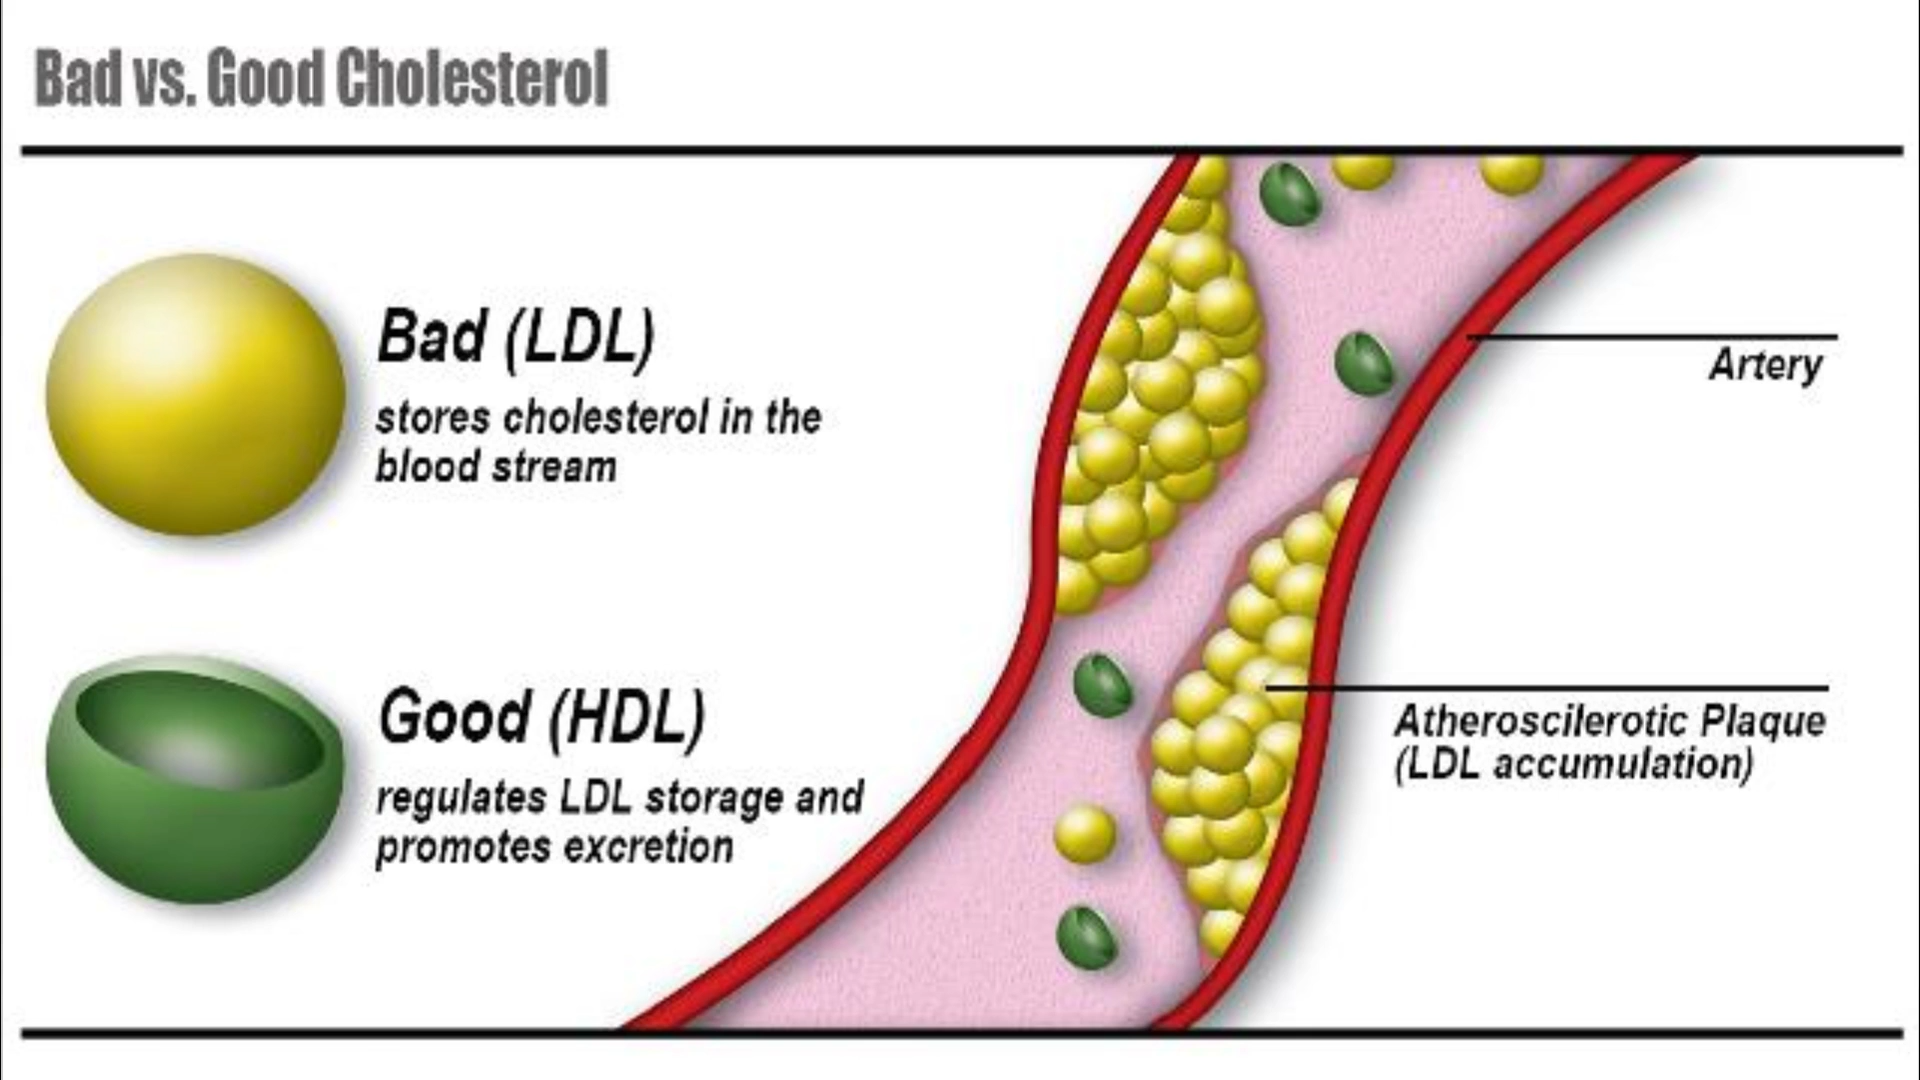 Bad vs. Good Cholesterol
Bad (LDL)
stores cholesterol in the
blood stream
Good (HDL)
regulates LDL storage and
promotes excretion
Artery
Atheroscilerotic Plaque
(LDL accumulation)